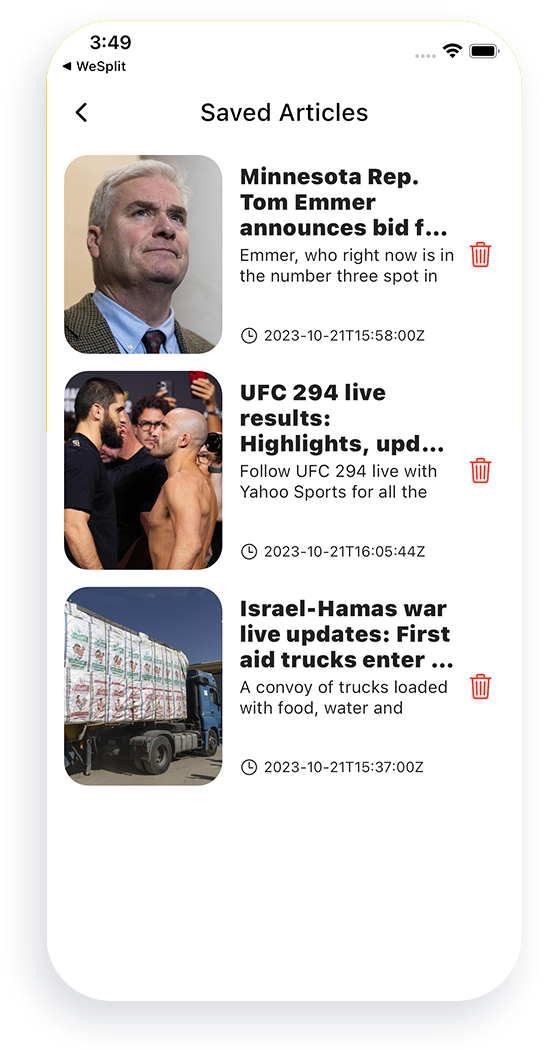 3:49
◀ WeSplit
Saved Articles
Minnesota Rep.
Tom Emmer
announces bid f...
Emmer, who right now is in
the number three spot in
2023-10-21T15:58:00Z
UFC 294 live
results:
Highlights, upd...
Follow UFC 294 live with
Yahoo Sports for all the
2023-10-21T16:05:44Z
Israel-Hamas war
live updates: First
aid trucks enter ...
A convoy of trucks loaded
with food, water and
2023-10-21T15:37:00Z